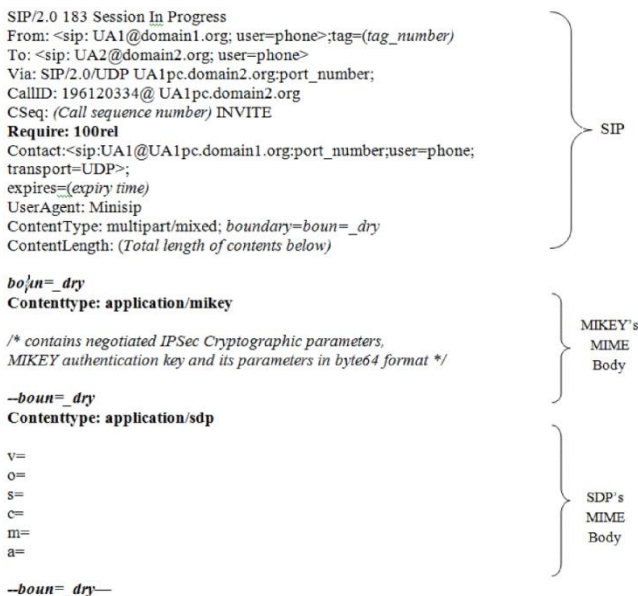 SIP/2.0 183 Session In Progress
From: <sip: UA1@domain1.org; user=phone>;tag=(tag_number)
To: <sip: UA2@domain2.org; user=phone>
Via: SIP/2.0/UDP UA1pc.domain2.org:port_number;
CallID: 196120334@ UA1pc.domain2.org
CSeq: (Call sequence number) INVITE
Require: 100rel
Contact:<sip:UA1@UA1pc.domain1.org:port_number;user=phone;
transport=UDP>;
expires=(expiry time)
UserAgent: Minisip
ContentType: multipart/mixed; boundary=boun=_dry
ContentLength: (Total length of contents below)
SIP
boun=_dry
Contenttype: application/mikey
/* contains negotiated IPSec Cryptographic parameters,
MIKEY authentication key and its parameters in byte64 format */
MIKEY's
MIME
Body
--boun=_dry
Contenttype: application/sdp
v=
o=
s=
c=
m=
a=
SDP's
MIME
Body
--boun=_dry—